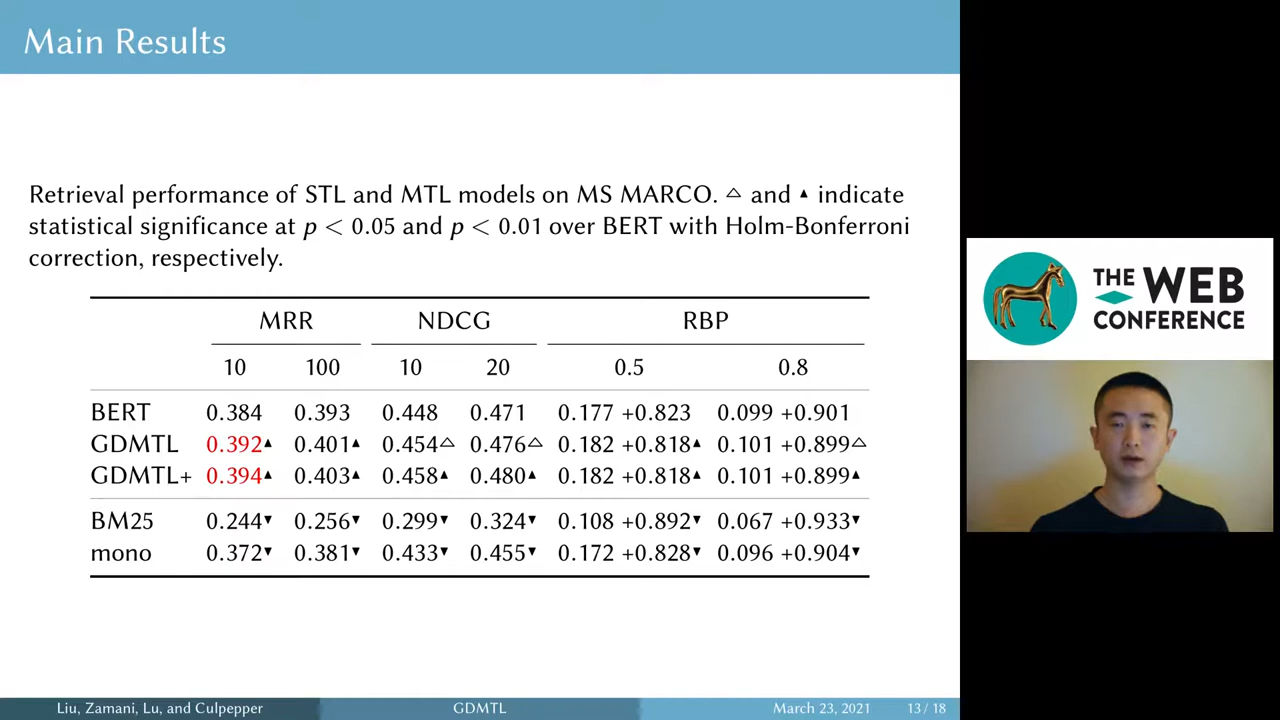 Main Results
Retrieval performance of STL and MTL models on MS MARCO. △ and ▲ indicate
statistical significance at p < 0.05 and p < 0.01 over BERT with Holm-Bonferroni
correction, respectively.
MRR NDCG RBP
10 100 10 20 0.5 0.8
BERT 0.384 0.393 0.448 0.471 0.177 +0.823 0.099 +0.901
GDMTL 0.392▲ 0.401▲ 0.454△ 0.476△ 0.182 +0.818▲ 0.101 +0.899△
GDMTL+ 0.394▲ 0.403▲ 0.458▲ 0.480▲ 0.182 +0.818▲ 0.101 +0.899▲
BM25 0.244▼ 0.256▼ 0.299▼ 0.324▼ 0.108 +0.892▼ 0.067 +0.933▼
mono 0.372▼ 0.381▼ 0.433▼ 0.455▼ 0.172 +0.828▼ 0.096 +0.904▼
Liu, Zamani, Lu, and Culpepper GDMTL March 23, 2021 13 / 18
THE WEB
CONFERENCE